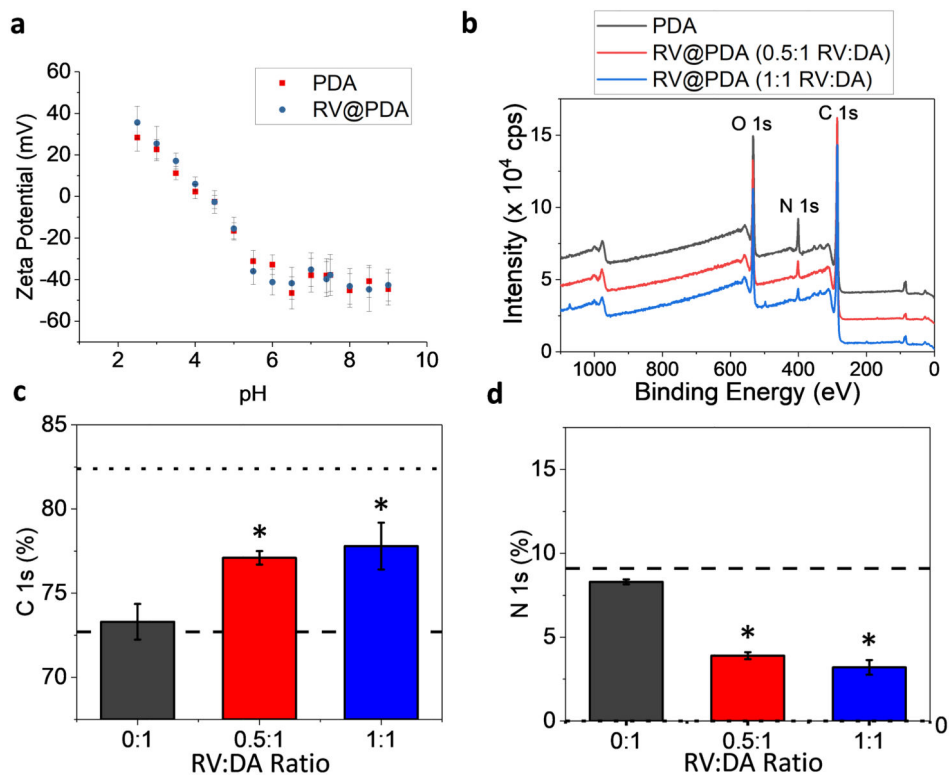 a
Zeta Potential (mV)
60
40
20
0
-20
-40
-60
PDA
RV@PDA
2
4
6
8
10
pH
b
PDA
RV@PDA (0.5:1 RV:DA)
RV@PDA (1:1 RV:DA)
Intensity (x 10⁴ cps)
15
10
5
0
O 1s
N 1s
C 1s
1000
800
600
400
200
0
Binding Energy (eV)
c
C 1s (%)
85
80
75
70
*
*
0:1
0.5:1
1:1
RV:DA Ratio
d
N 1s (%)
15
10
5
0
*
*
0
0:1
0.5:1
1:1
RV:DA Ratio